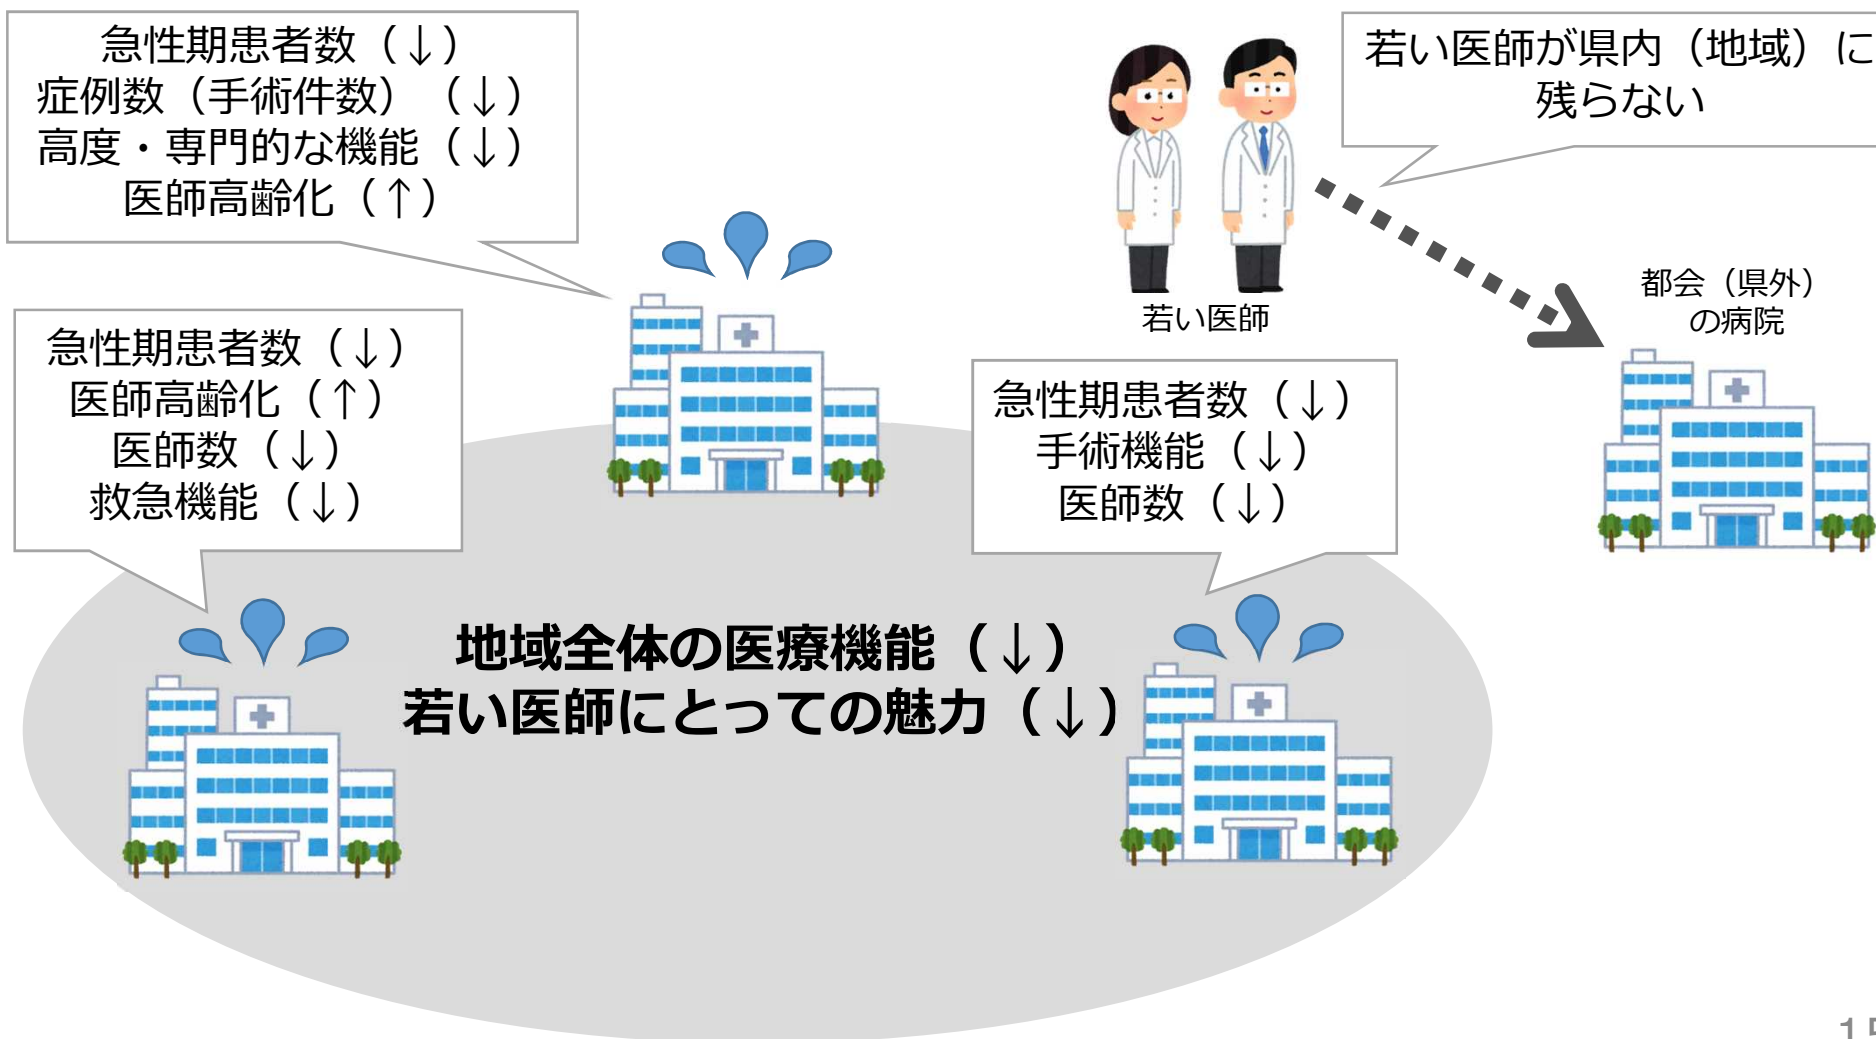 急性期患者数（↓）
症例数（手術件数）（↓）
高度・専門的な機能（↓）
医師高齢化（↑）
若い医師が県内（地域）に
残らない
若い医師
都会（県外）
の病院
急性期患者数（↓）
医師高齢化（↑）
医師数（↓）
救急機能（↓）
急性期患者数（↓）
手術機能（↓）
医師数（↓）
地域全体の医療機能（↓）
若い医師にとっての魅力（↓）